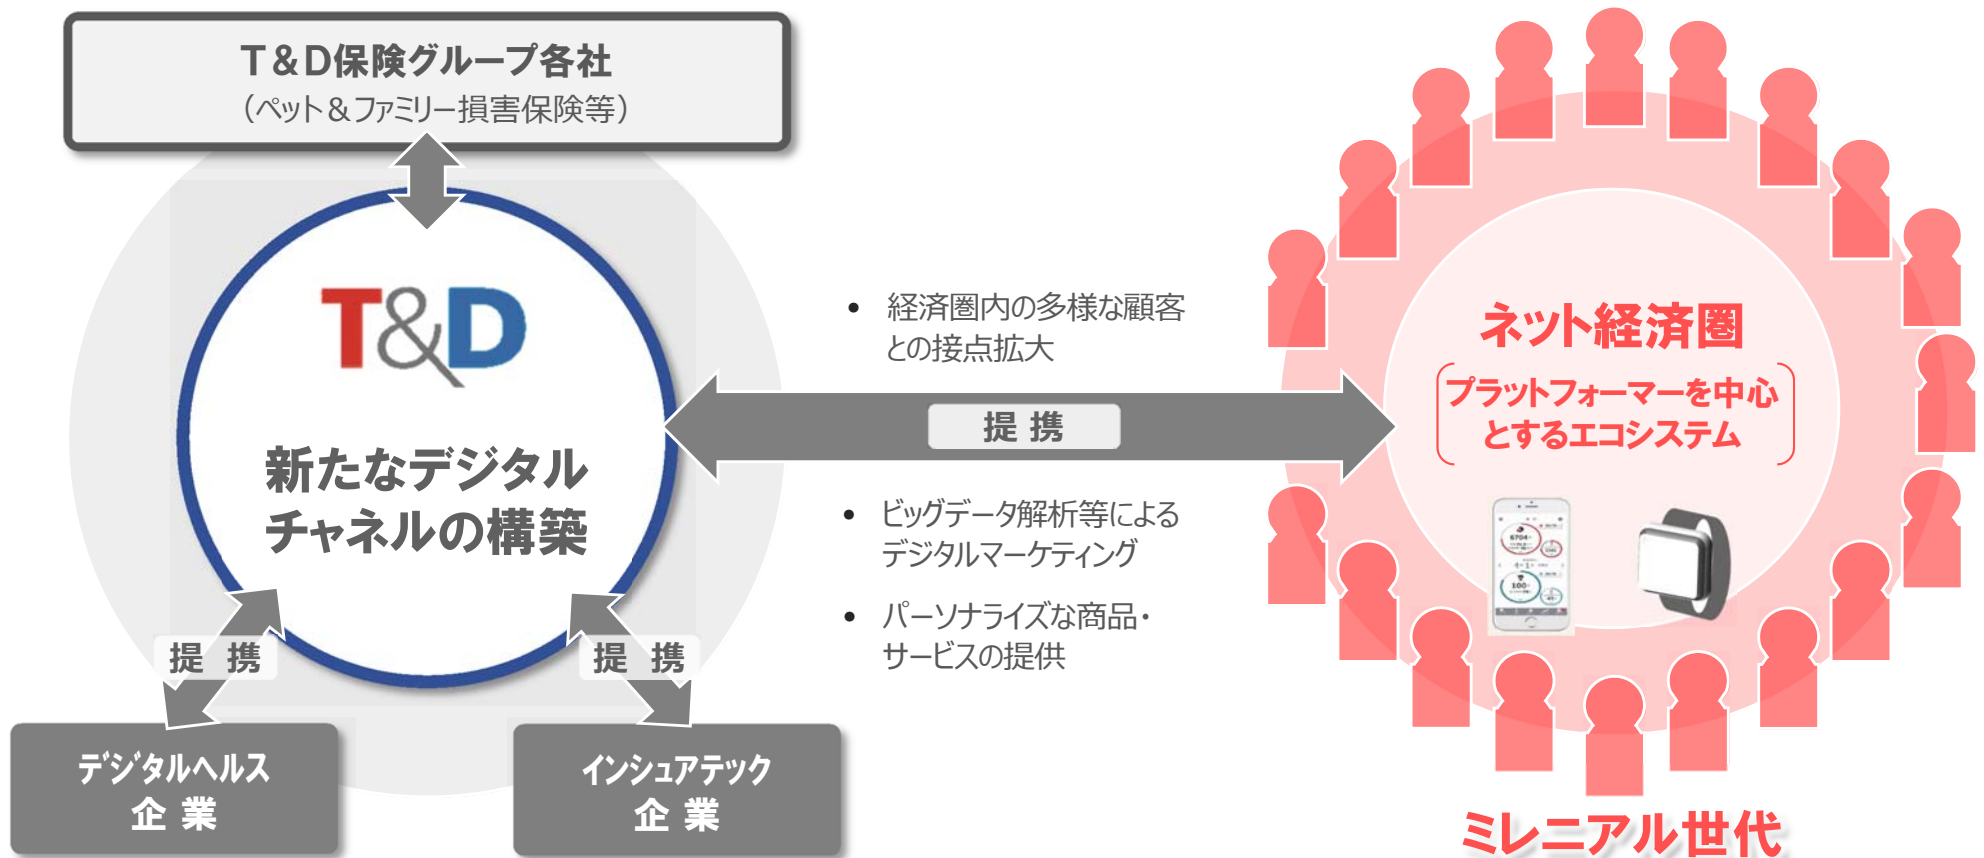 T&D保険グループ各社
(ペット&ファミリー損害保険等)
T&D
新たなデジタル
チャネルの構築
提 携
提 携
デジタルヘルス
企 業
インシュアテック
企 業
• 経済圏内の多様な顧客
との接点拡大
提 携
• ビッグデータ解析等による
デジタルマーケティング
• パーソナライズな商品・
サービスの提供
ネット経済圏
プラットフォーマーを中心
とするエコシステム
6704
100
ミレニアル世代